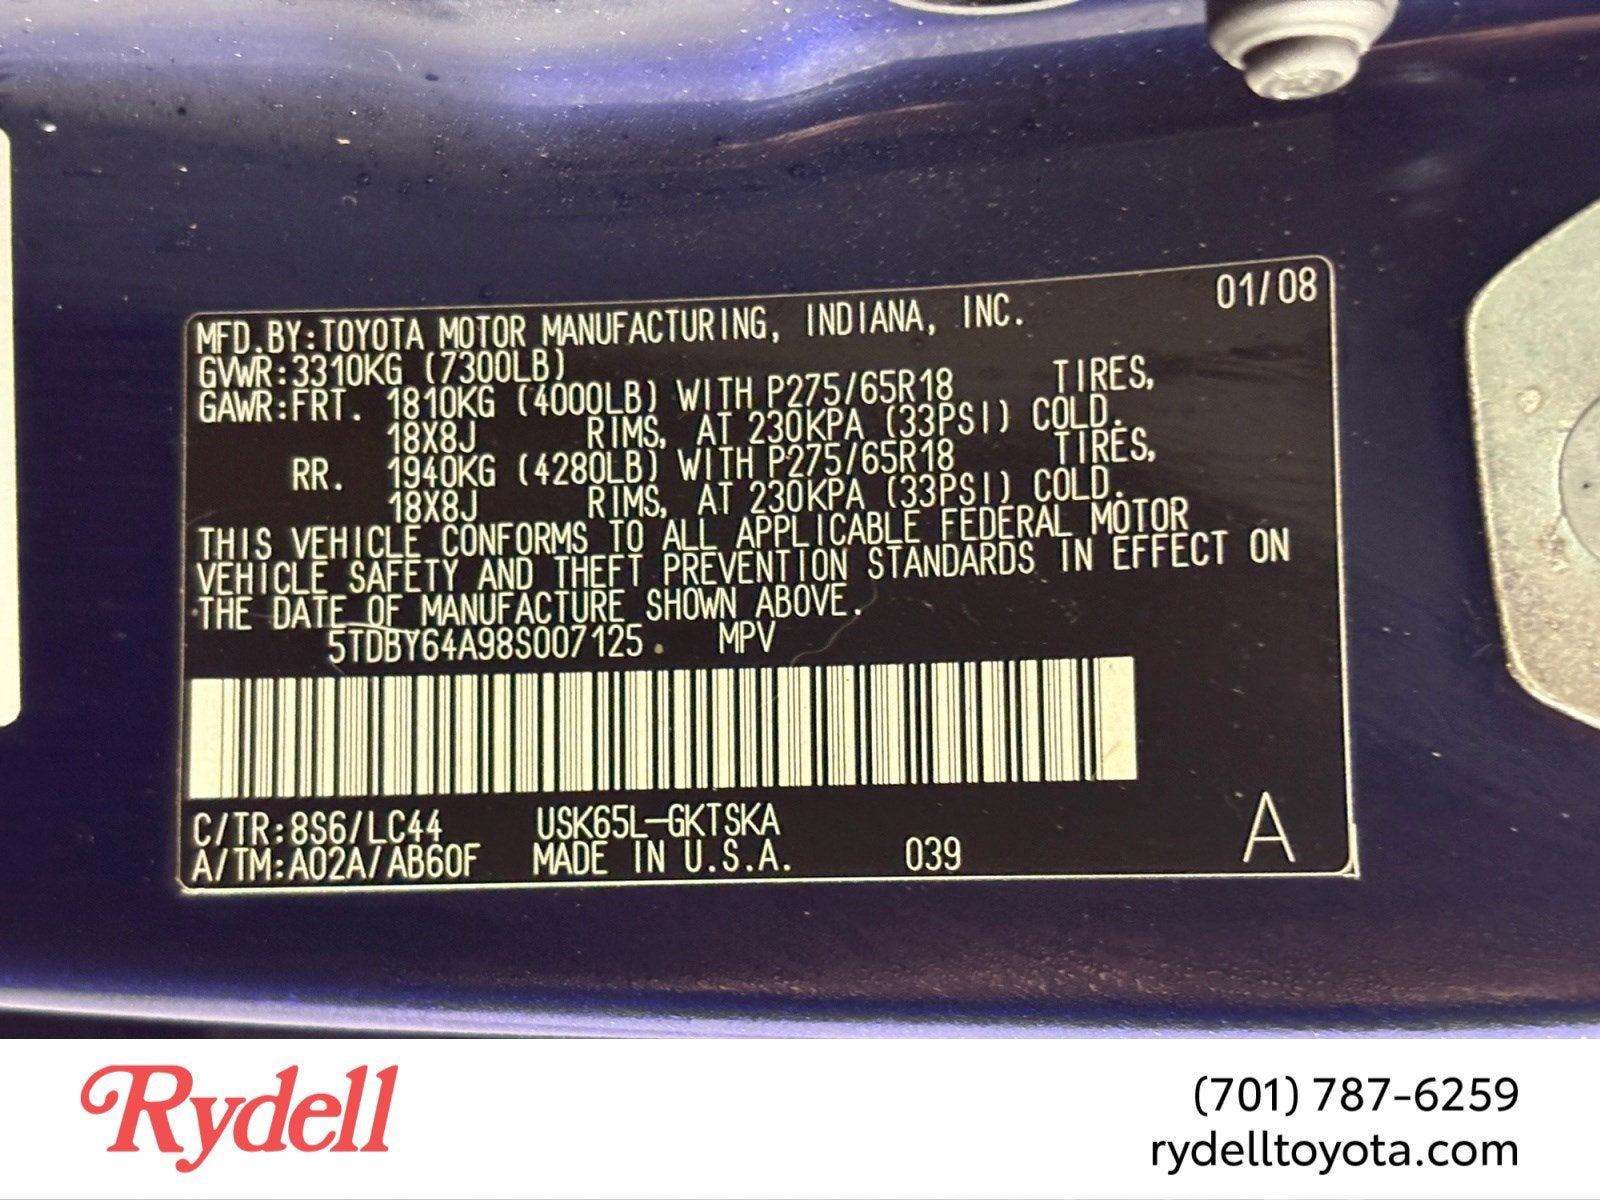 01/08
MFD.BY:TOYOTA MOTOR MANUFACTURING, INDIANA, INC.
GVWR:3310KG (7300LB)
GAWR:FRT. 1810KG (4000LB) WITH P275/65R18 TIRES,
18X8J RIMS, AT 230KPA (33PSI) COLD.
RR. 1940KG (4280LB) WITH P275/65R18 TIRES,
18X8J RIMS, AT 230KPA (33PSI) COLD.
THIS VEHICLE CONFORMS TO ALL APPLICABLE FEDERAL MOTOR
VEHICLE SAFETY AND THEFT PREVENTION STANDARDS IN EFFECT ON
THE DATE OF MANUFACTURE SHOWN ABOVE.
5TDBY64A98S007125 MPV
C/TR:8S6/LC44 USK65L-GKTSKA
A/TM:A02A/AB60F MADE IN U.S.A. 039 A
Rydell
(701) 787-6259
rydelltoyota.com